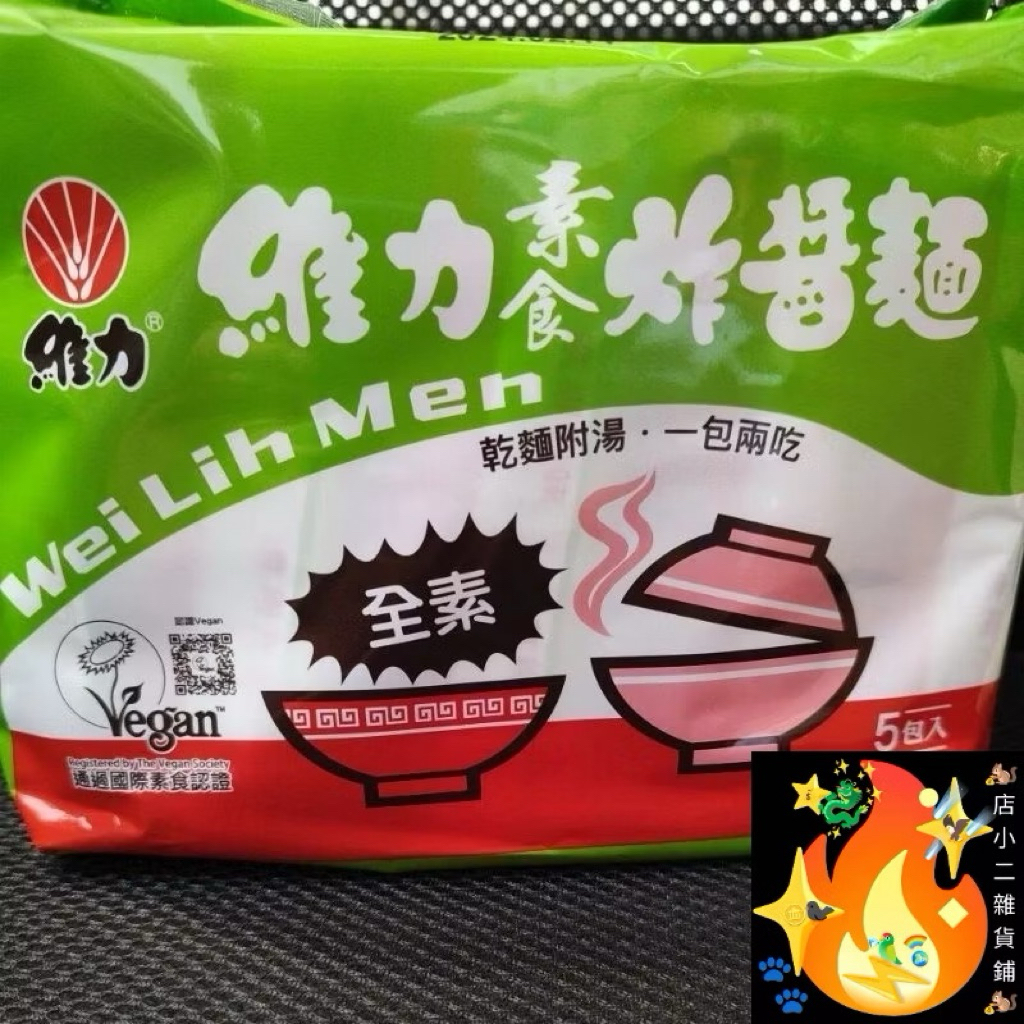 維力素食炸醬麵
維力®
Wei Lih Men
乾麵附湯·一包兩吃
全素
認識Vegan
Vegan™
Registered by The Vegan Society
通過國際素食認證
5包入
店小二雜貨鋪